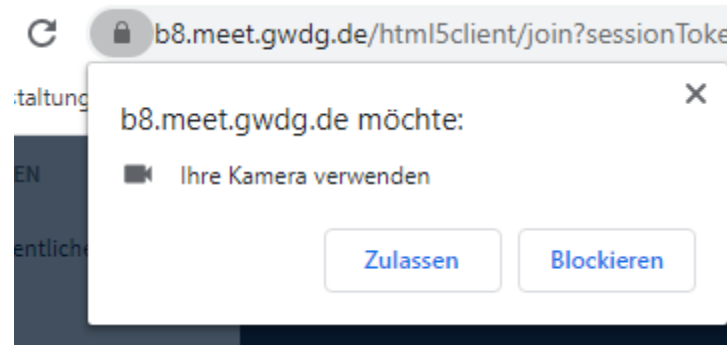 b8.meet.gwdg.de/html5client/join?sessionToke
staltung
b8.meet.gwdg.de möchte:
EN
Ihre Kamera verwenden
entliche
Zulassen
Blockieren